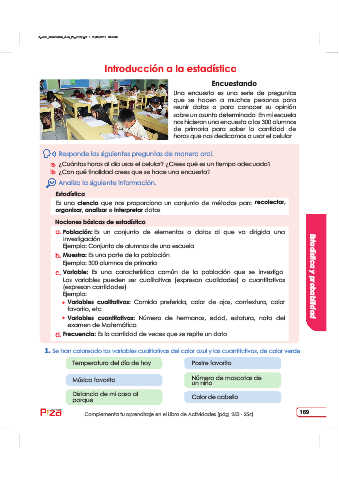 Introducción a la estadística
Encuestando
Una encuesta es una serie de preguntas
que se hacen a muchas personas para
reunir datos o para conocer su opinión
sobre un asunto determinado. En mi escuela
nos hicieron una encuesta a los 300 alumnos
de primaria para saber la cantidad de
horas que nos dedicamos a usar el celular.
Responde las siguientes preguntas de manera oral.
a. ¿Cuántas horas al día usas el celular? ¿Crees que es un tiempo adecuado?
b. ¿Con qué finalidad crees que se hace una encuesta?
Analiza la siguiente información.
Estadística
Es una ciencia que nos proporciona un conjunto de métodos para recolectar,
organizar, analizar e interpretar datos
Nociones básicas de estadística
a. Población: Es un conjunto de elementos o datos al que va dirigida una
investigación
Ejemplo: Conjunto de alumnos de una escuela
b. Muestra: Es una parte de la población
Ejemplo: 300 alumnos de primaria
c. Variable: Es una característica común de la población que se investiga.
Las variables pueden ser cualitativas (expresan cualidades) o cuantitativas
(expresan cantidades)
Ejemplo:
• Variables cualitativas: Comida preferida, color de ojos, contextura, color
favorito, etc
• Variables cuantitativas: Número de hermanos, edad, estatura, nota del
examen de Matemática
d. Frecuencia: Es la cantidad de veces que se repite un dato
1. Se han coloreado las variables cualitativas del color azul y las cuantitativas, de color verde
Temperatura del día de hoy
Postre favorito
Música favorita
Número de mascotas de
un niño
Distancia de mi casa al
parque
Color de cabello
Estadística y probabilidad
Complementa tu aprendizaje en el Libro de Actividades (pág.
169